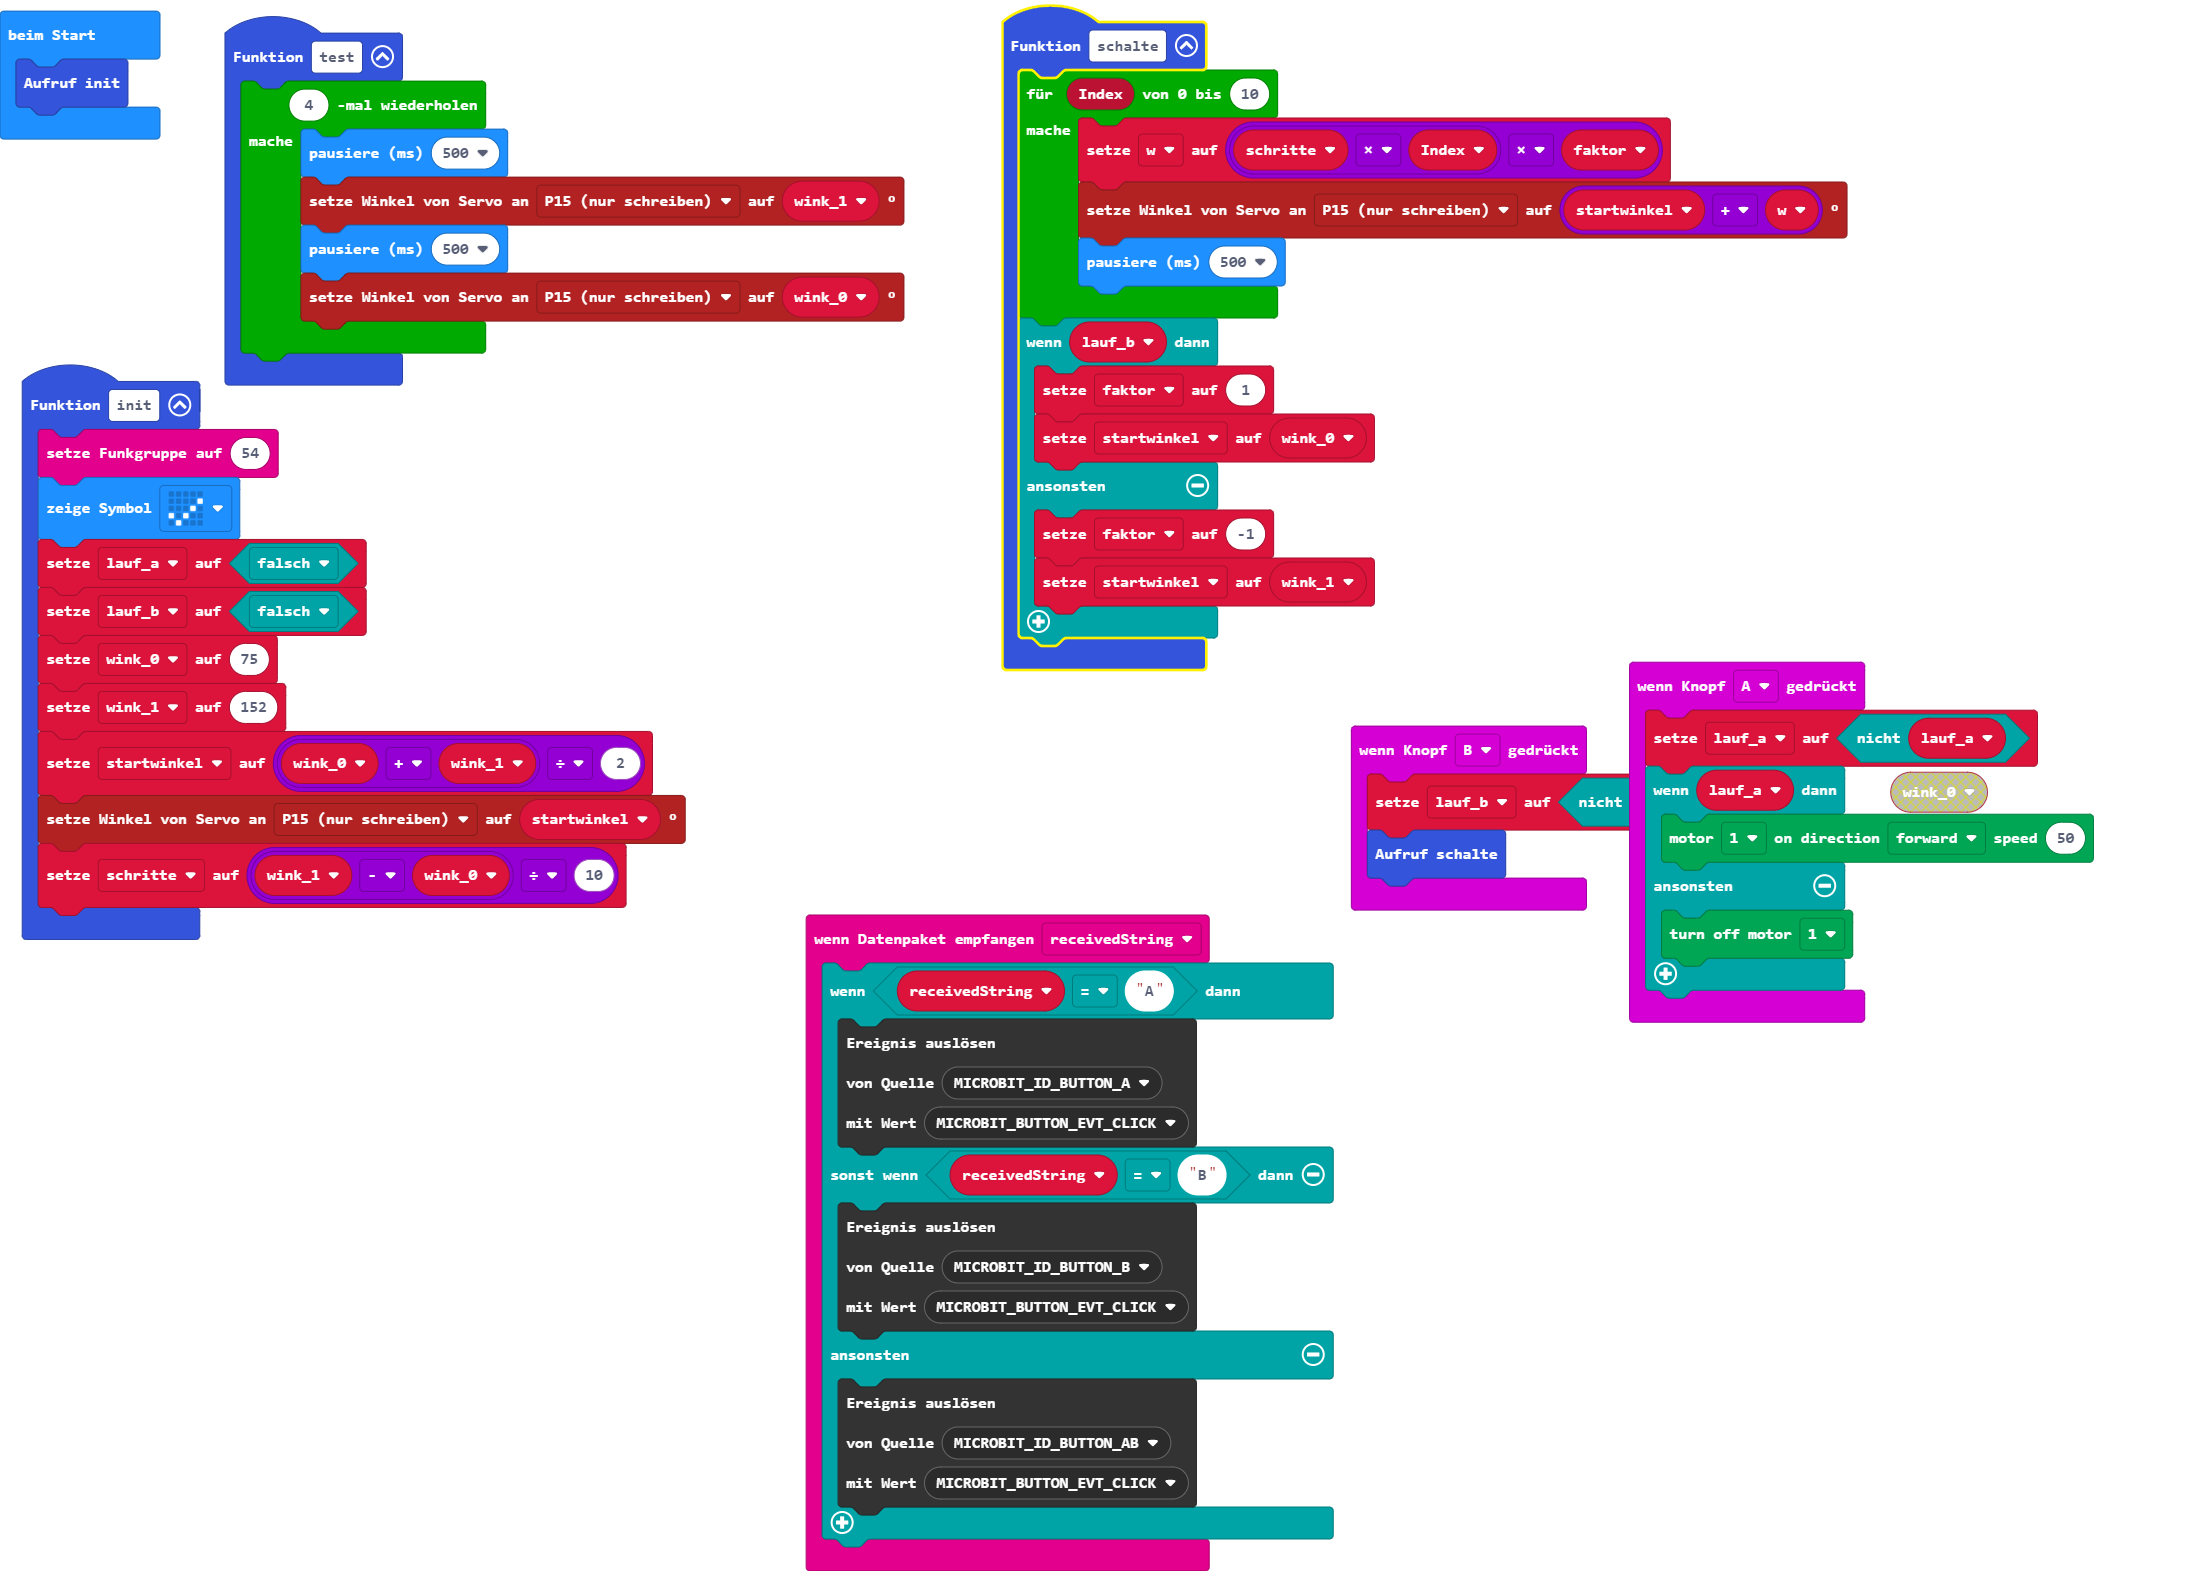 beim Start
Aufruf init
Funktion test
4 -mal wiederholen
mache
pausiere (ms) 500
setze Winkel von Servo an P15 (nur schreiben) auf wink_1 °
pausiere (ms) 500
setze Winkel von Servo an P15 (nur schreiben) auf wink_0 °
Funktion init
setze Funkgruppe auf 54
zeige Symbol
setze lauf_a auf falsch
setze lauf_b auf falsch
setze wink_0 auf 75
setze wink_1 auf 152
setze startwinkel auf wink_0 + wink_1 ÷ 2
setze Winkel von Servo an P15 (nur schreiben) auf startwinkel °
setze schritte auf wink_1 - wink_0 ÷ 10
Funktion schalte
für Index von 0 bis 10
mache
setze w auf schritte × Index × faktor
setze Winkel von Servo an P15 (nur schreiben) auf startwinkel + w °
pausiere (ms) 500
wenn lauf_b dann
setze faktor auf 1
setze startwinkel auf wink_0
ansonsten
setze faktor auf -1
setze startwinkel auf wink_1
wenn Knopf B gedrückt
setze lauf_b auf nicht
Aufruf schalte
wenn Knopf A gedrückt
setze lauf_a auf nicht lauf_a
wenn lauf_a dann
wink_0
motor 1 on direction forward speed 50
ansonsten
turn off motor 1
wenn Datenpaket empfangen receivedString
wenn receivedString = "A" dann
Ereignis auslösen
von Quelle MICROBIT_ID_BUTTON_A
mit Wert MICROBIT_BUTTON_EVT_CLICK
sonst wenn receivedString = "B" dann
Ereignis auslösen
von Quelle MICROBIT_ID_BUTTON_B
mit Wert MICROBIT_BUTTON_EVT_CLICK
ansonsten
Ereignis auslösen
von Quelle MICROBIT_ID_BUTTON_AB
mit Wert MICROBIT_BUTTON_EVT_CLICK